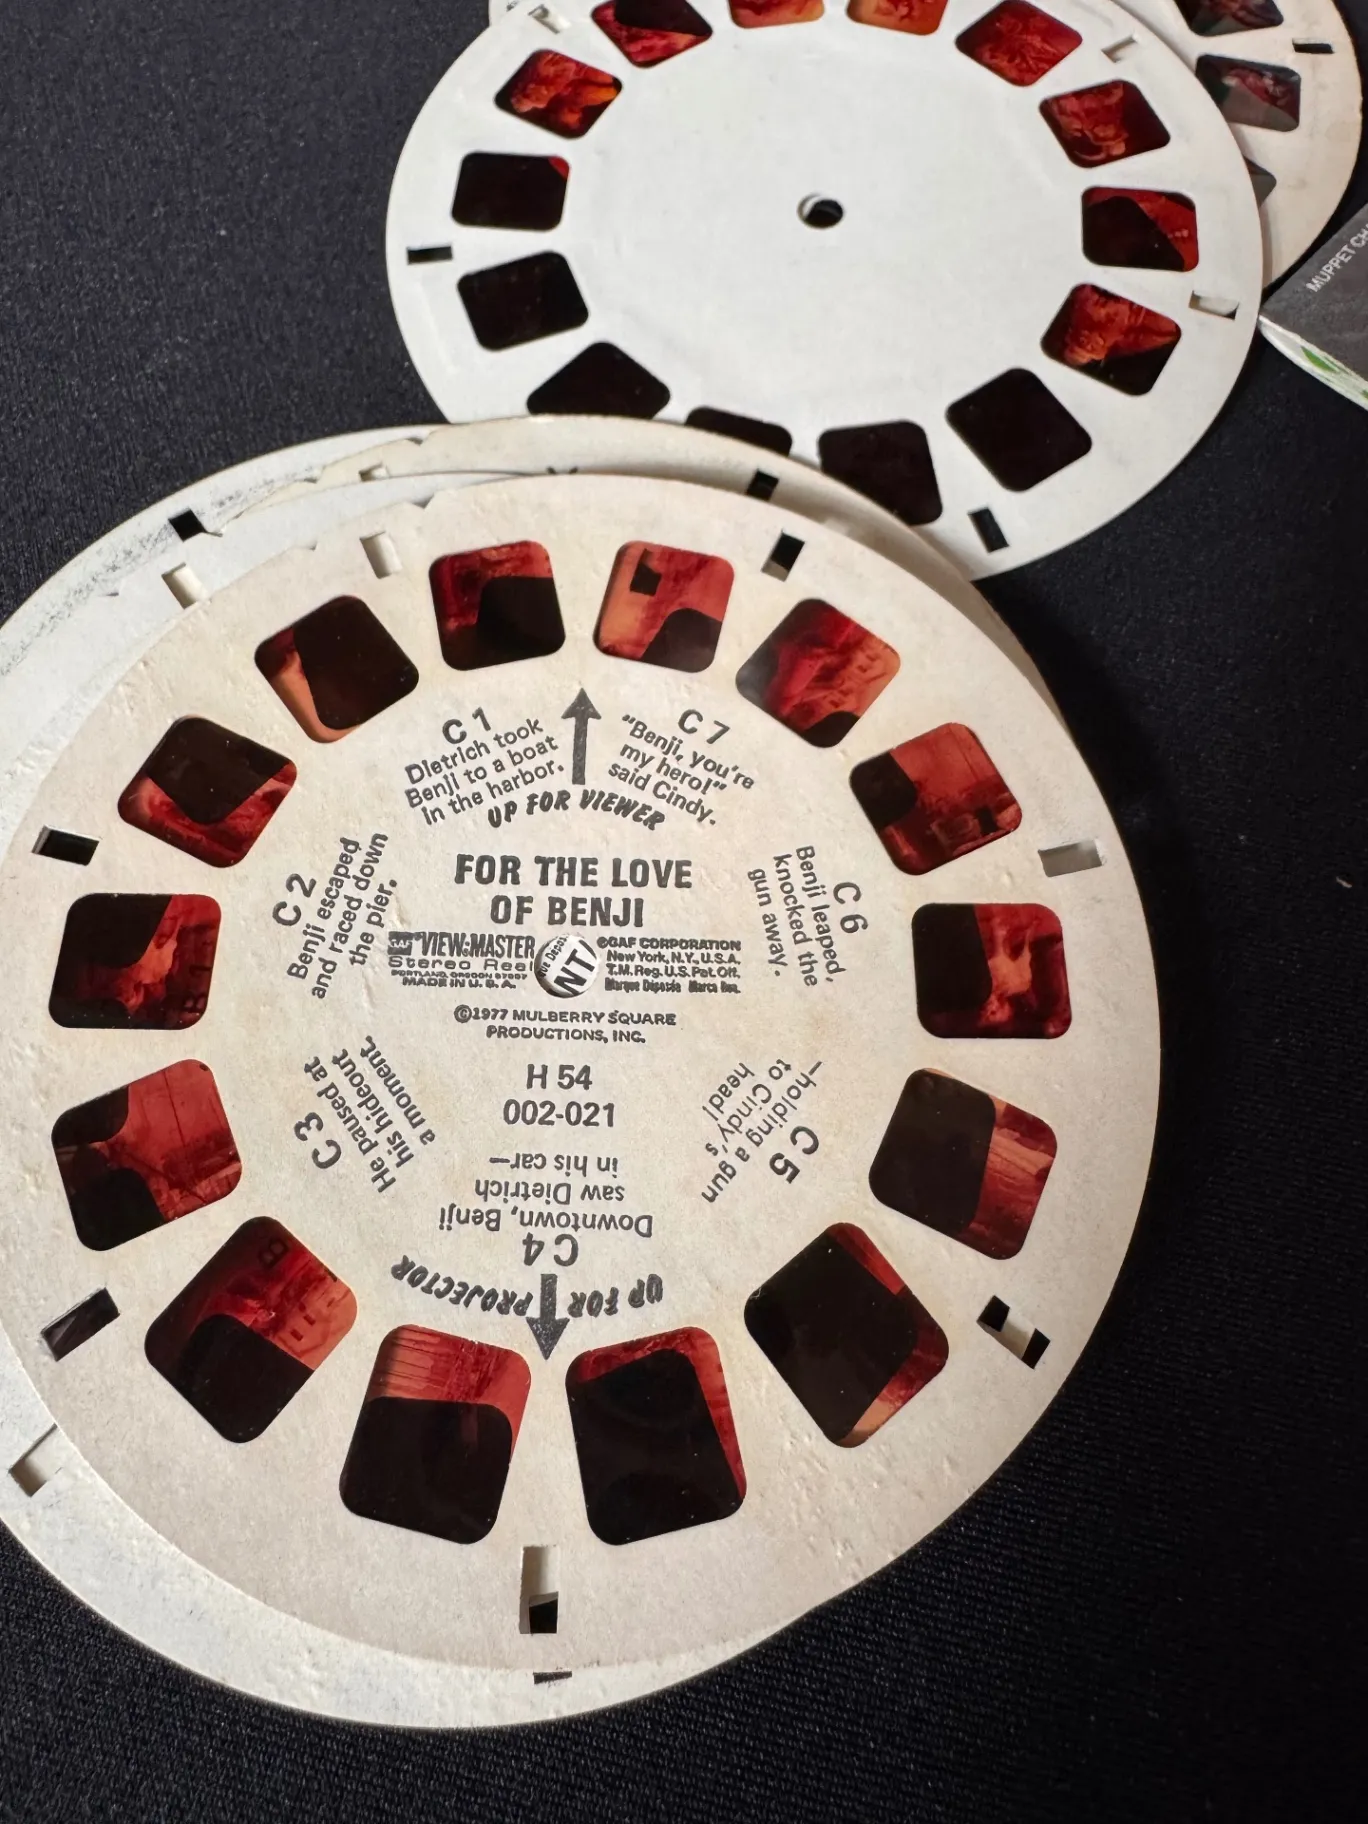 MUPPET
C 1
Dietrich took
Benji to a boat
in the harbor.
C 7
"Benji, you're
my hero!"
said Cindy.
UP FOR VIEWER
FOR THE LOVE
OF BENJI
GAF VIEW-MASTER
Stereo Reel
PORTLAND, OREGON 97207
MADE IN U. S. A.
NT
©GAF CORPORATION
New York, N.Y., U.S.A.
T.M. Reg. U.S. Pat. Off.
Marque Déposée Marca Reg.
©1977 MULBERRY SQUARE
PRODUCTIONS, INC.
H 54
002-021
C 2
Benji escaped
and raced down
the pier.
C 3
He paused at
his hideout
a moment.
C 4
Downtown, Benji
saw Dietrich
in his car—
C 5
—holding a gun
to Cindy's
head!
C 6
Benji leaped,
knocked the
gun away.
UP FOR PROJECTOR